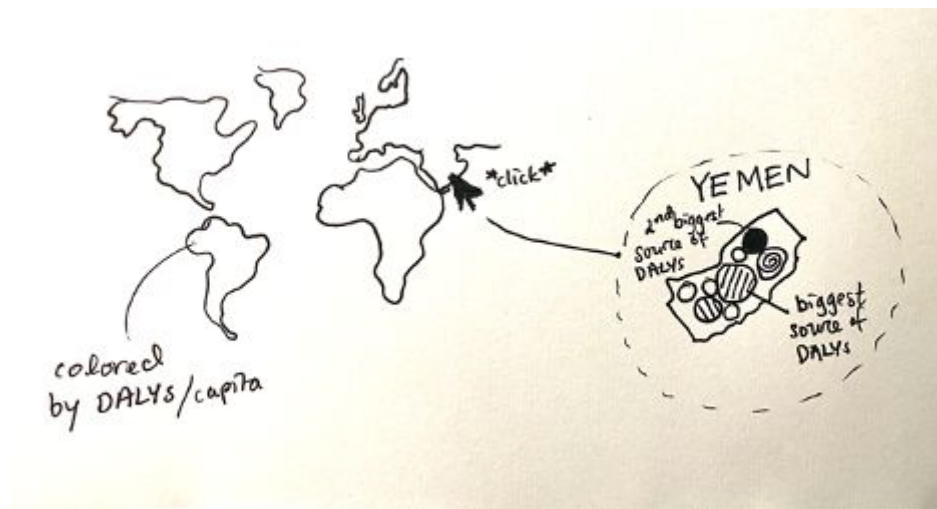 *click*
colored
by DALYs/capita
YEMEN
2nd biggest
source of
DALYs
biggest
source of
DALYs